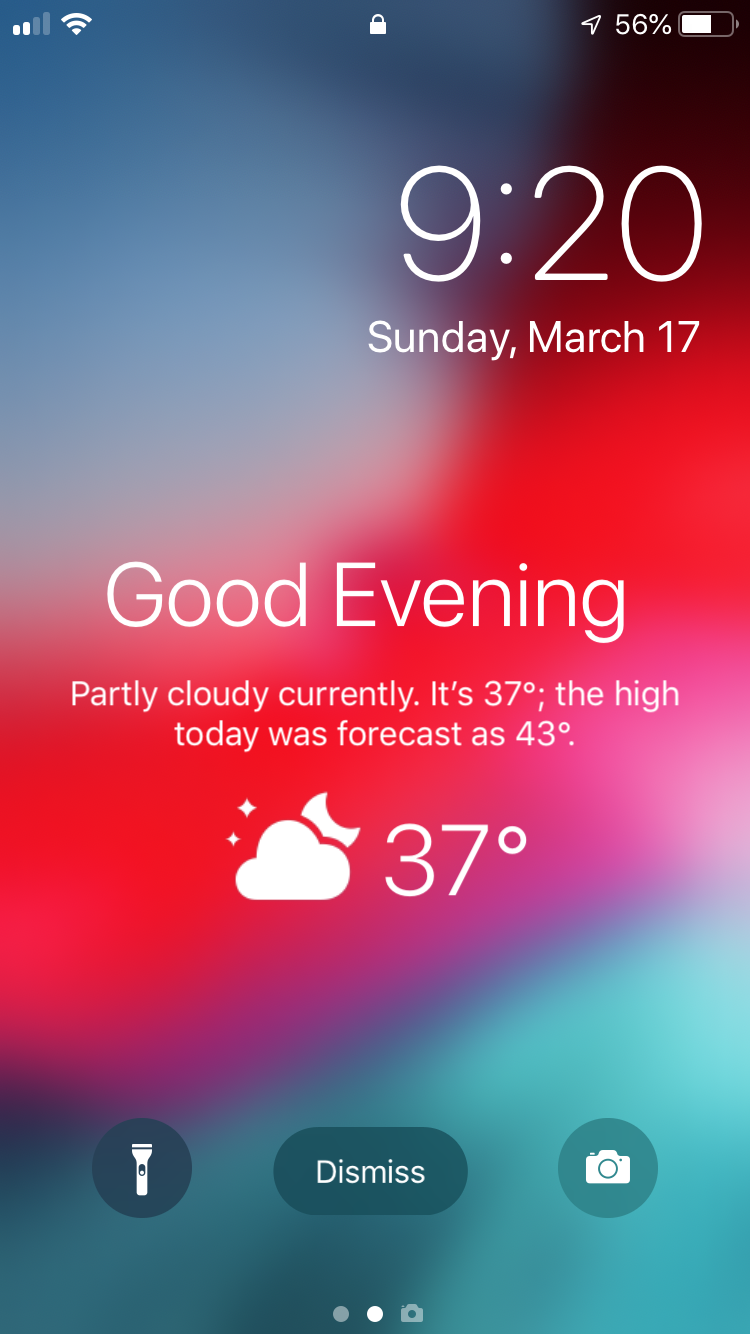 56%
9:20
Sunday, March 17
Good Evening
Partly cloudy currently. It’s 37°; the high
today was forecast as 43°.
37°
Dismiss